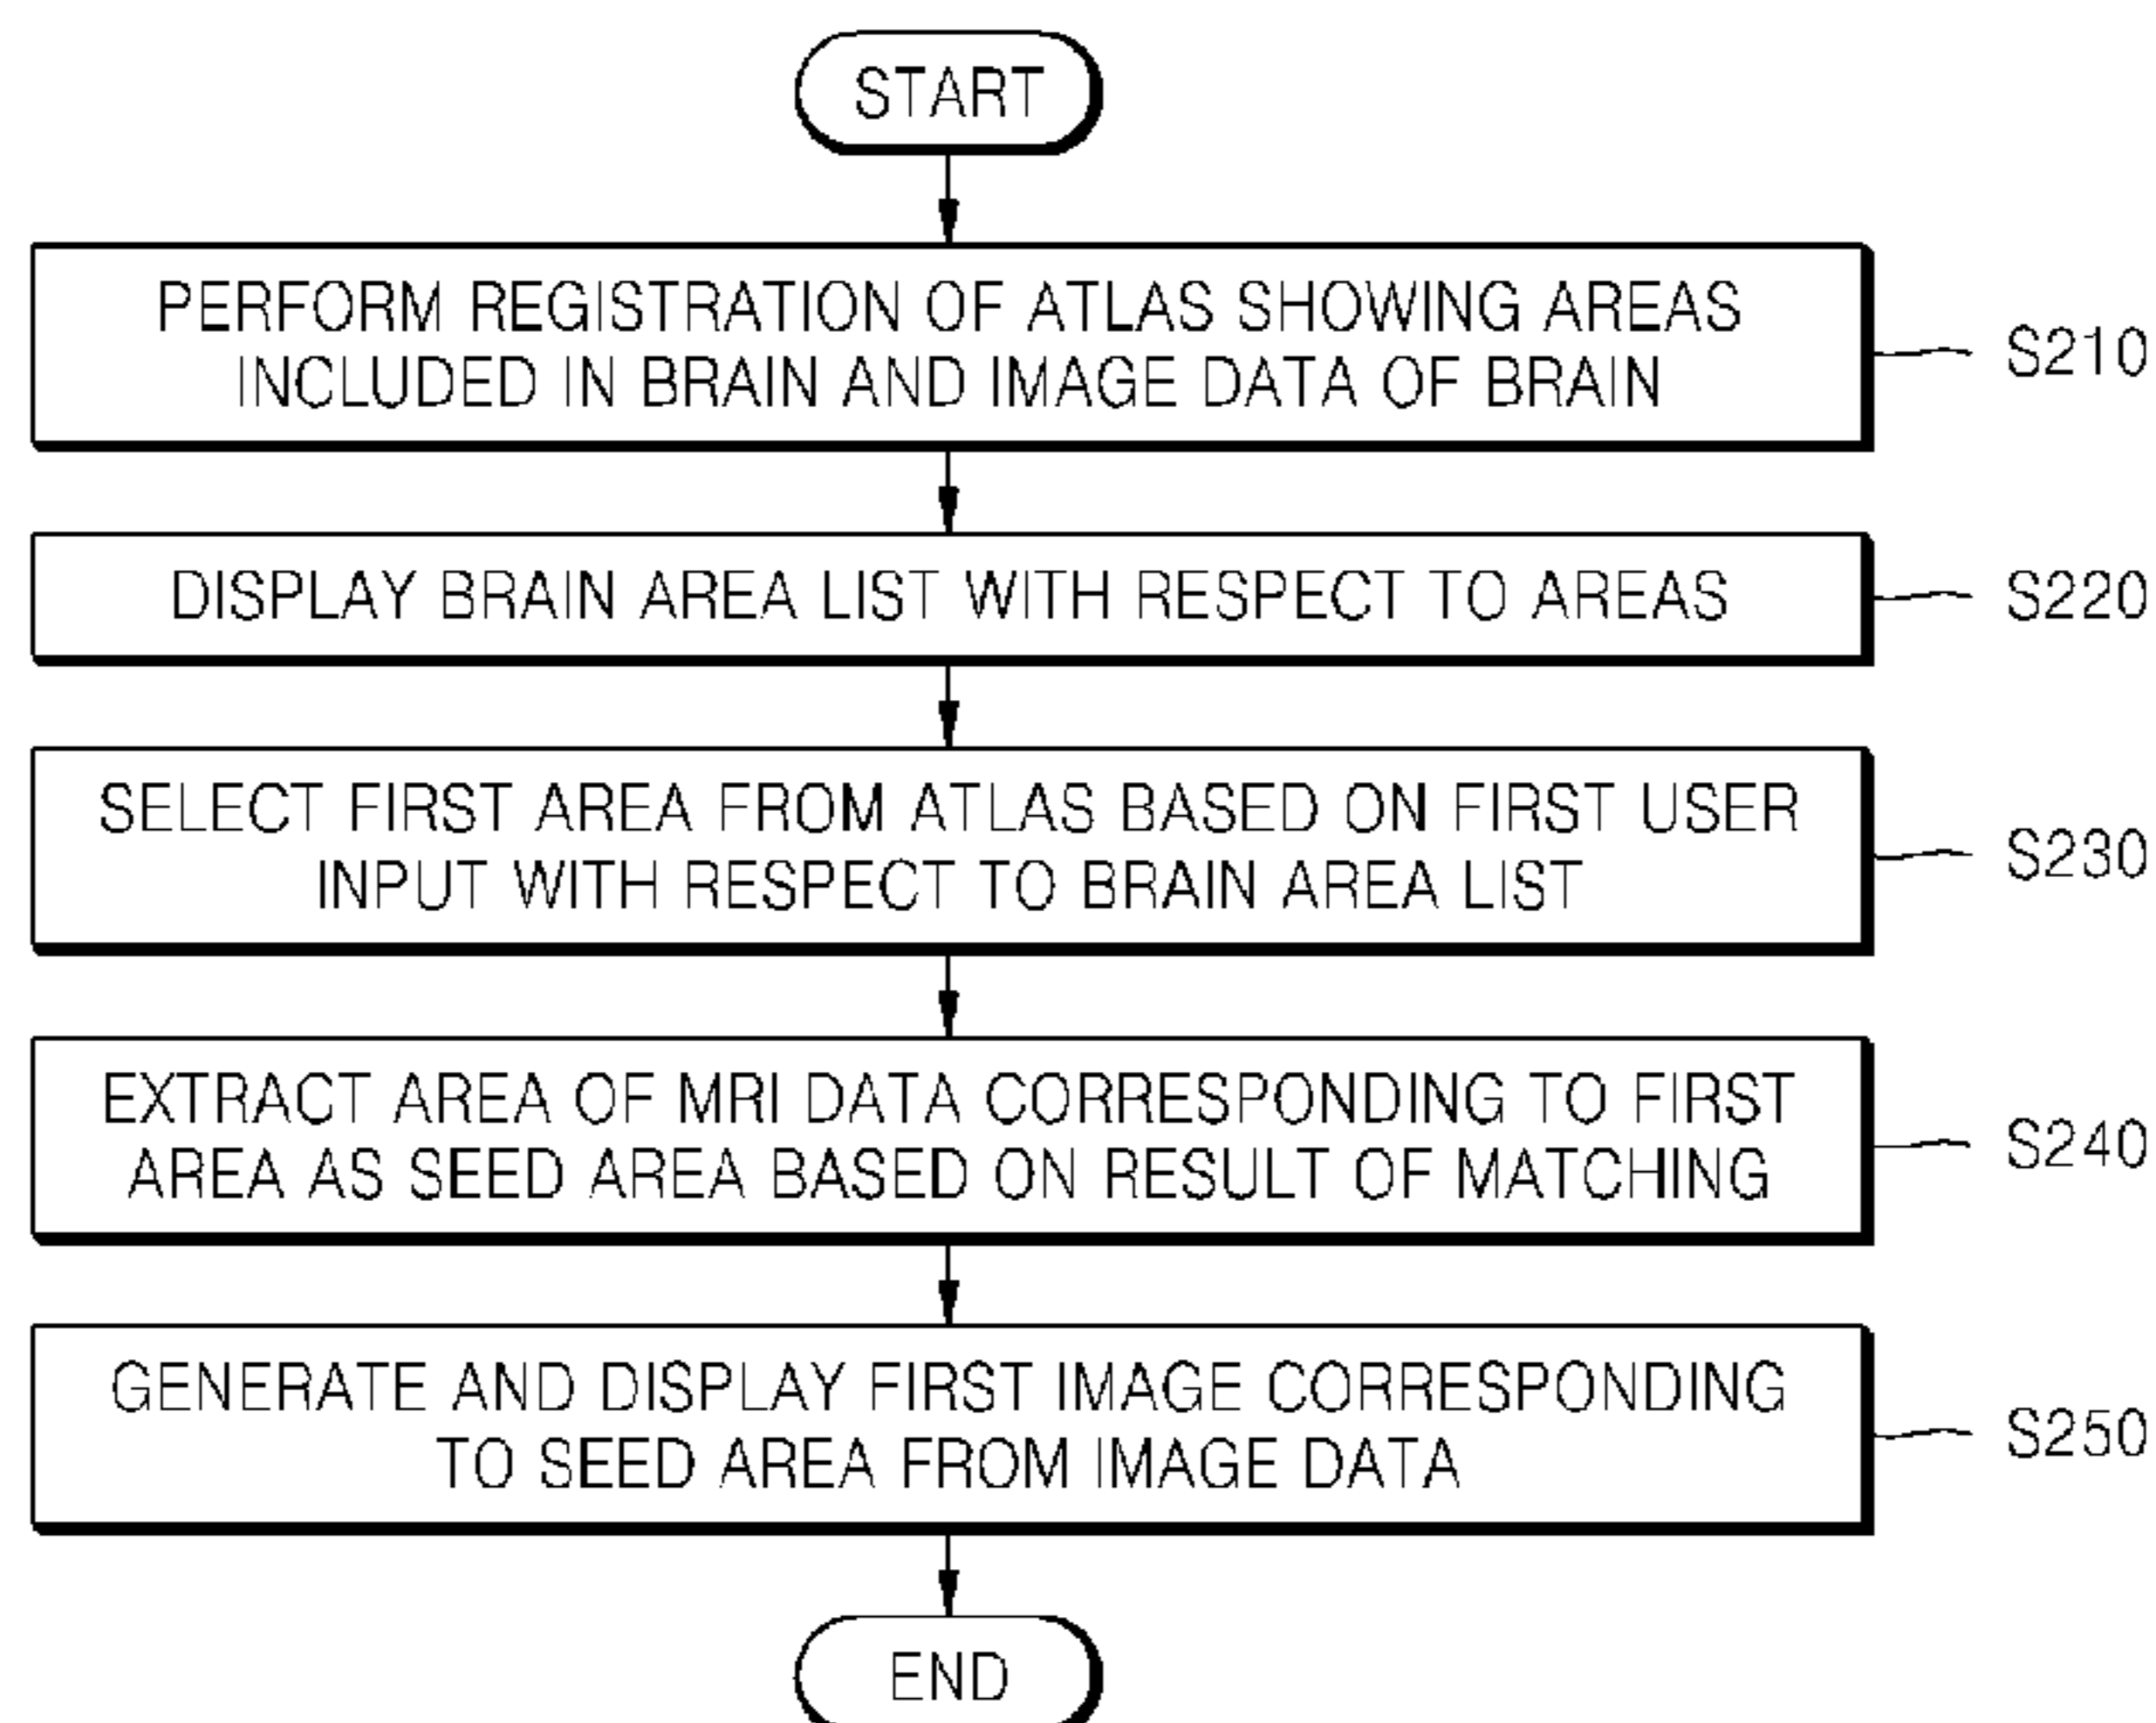 START
PERFORM REGISTRATION OF ATLAS SHOWING AREAS
INCLUDED IN BRAIN AND IMAGE DATA OF BRAIN
S210
DISPLAY BRAIN AREA LIST WITH RESPECT TO AREAS
S220
SELECT FIRST AREA FROM ATLAS BASED ON FIRST USER
INPUT WITH RESPECT TO BRAIN AREA LIST
S230
EXTRACT AREA OF MRI DATA CORRESPONDING TO FIRST
AREA AS SEED AREA BASED ON RESULT OF MATCHING
S240
GENERATE AND DISPLAY FIRST IMAGE CORRESPONDING
TO SEED AREA FROM IMAGE DATA
S250
END